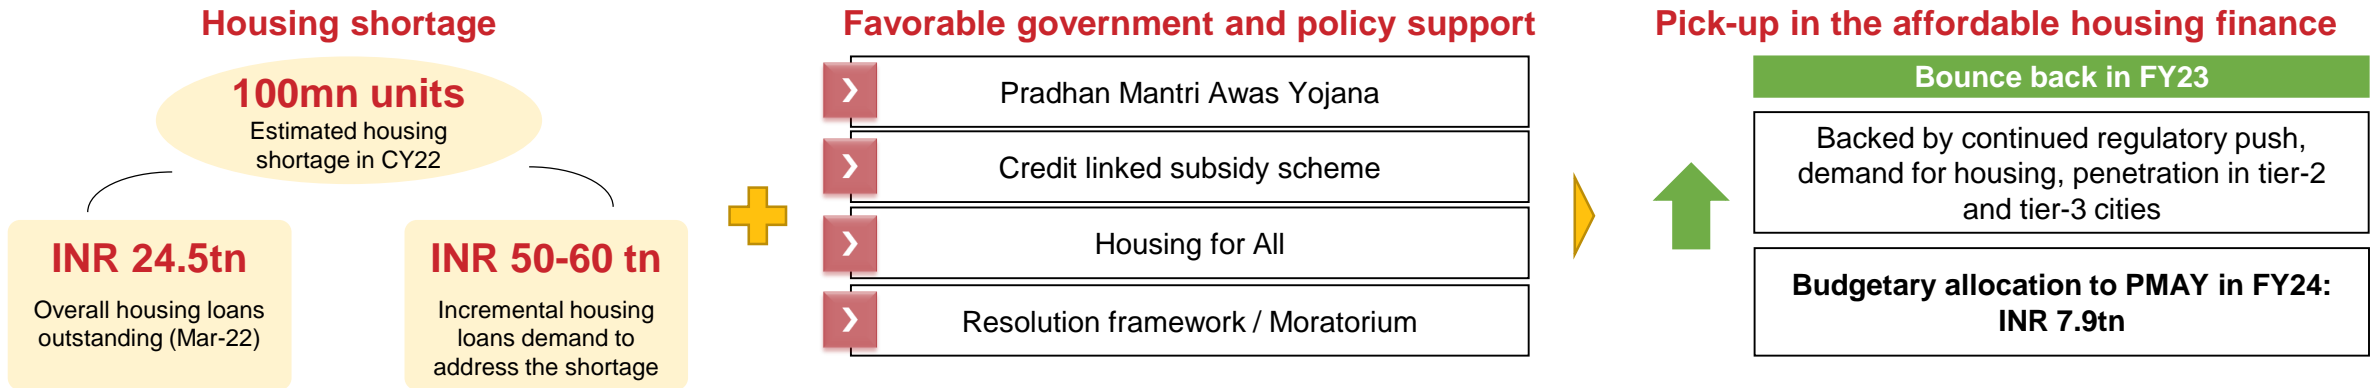 Housing shortage
100mn units
Estimated housing
shortage in CY22
INR 24.5tn
Overall housing loans
outstanding (Mar-22)
INR 50-60 tn
Incremental housing
loans demand to
address the shortage
Favorable government and policy support
Pradhan Mantri Awas Yojana
Credit linked subsidy scheme
Housing for All
Resolution framework / Moratorium
Pick-up in the affordable housing finance
Bounce back in FY23
Backed by continued regulatory push,
demand for housing, penetration in tier-2
and tier-3 cities
Budgetary allocation to PMAY in FY24:
INR 7.9tn